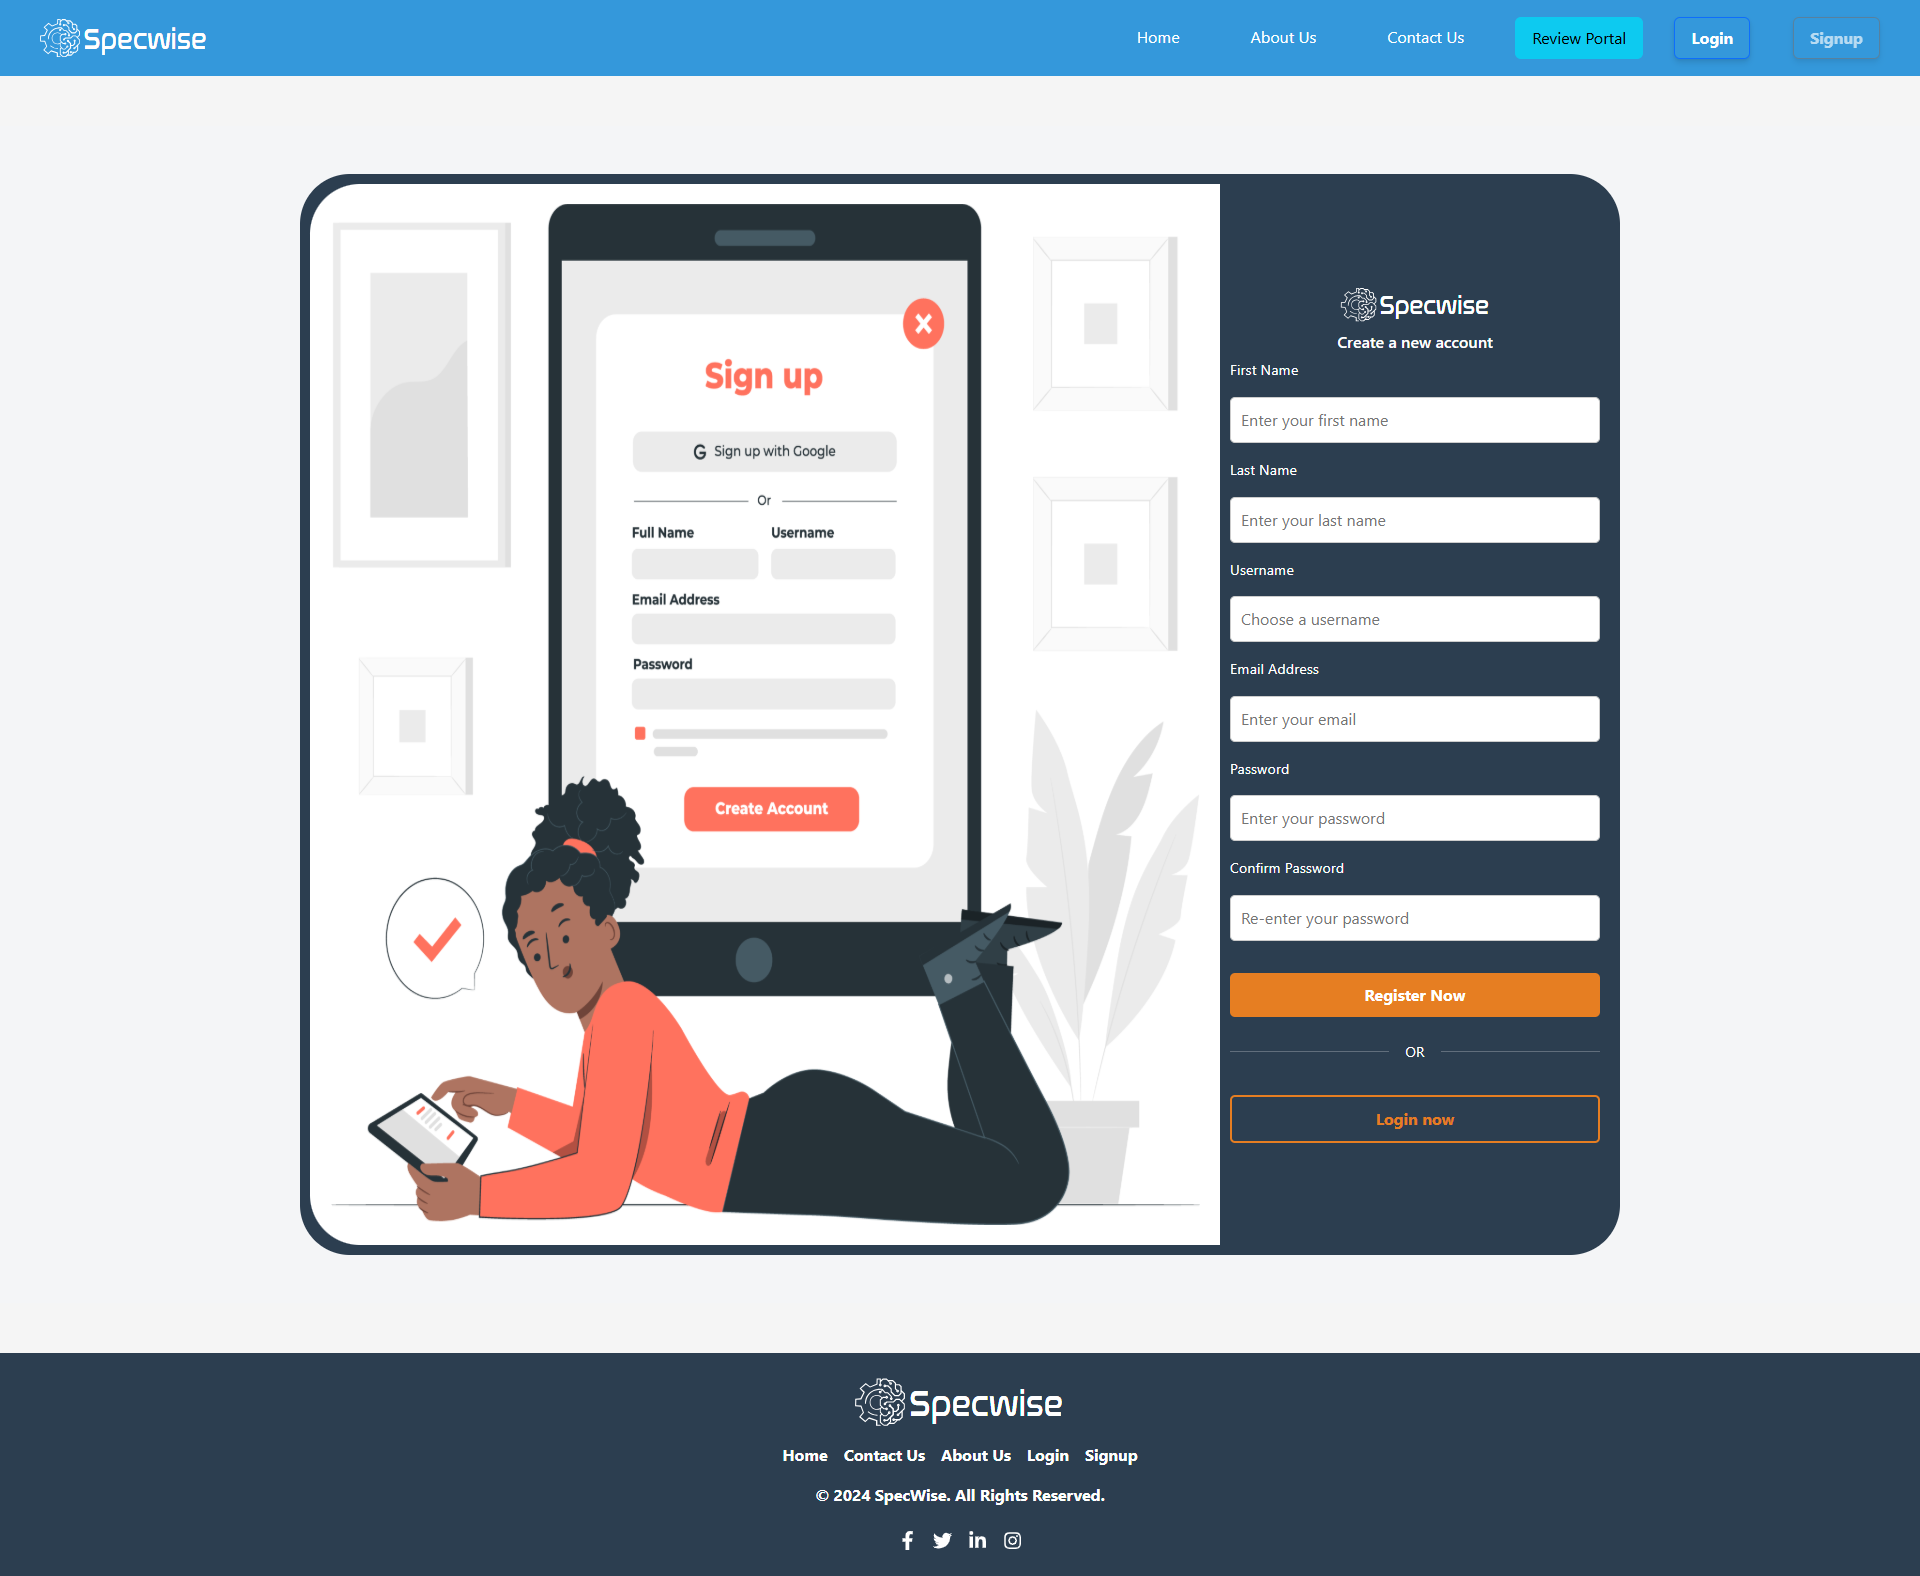 Specwise
Home About Us Contact Us Review Portal Login Signup
Sign up
G Sign up with Google
Or
Full Name Username
Email Address
Password
Create Account
Specwise
Create a new account
First Name
Enter your first name
Last Name
Enter your last name
Username
Choose a username
Email Address
Enter your email
Password
Enter your password
Confirm Password
Re-enter your password
Register Now
OR
Login now
Specwise
Home Contact Us About Us Login Signup
© 2024 SpecWise. All Rights Reserved.